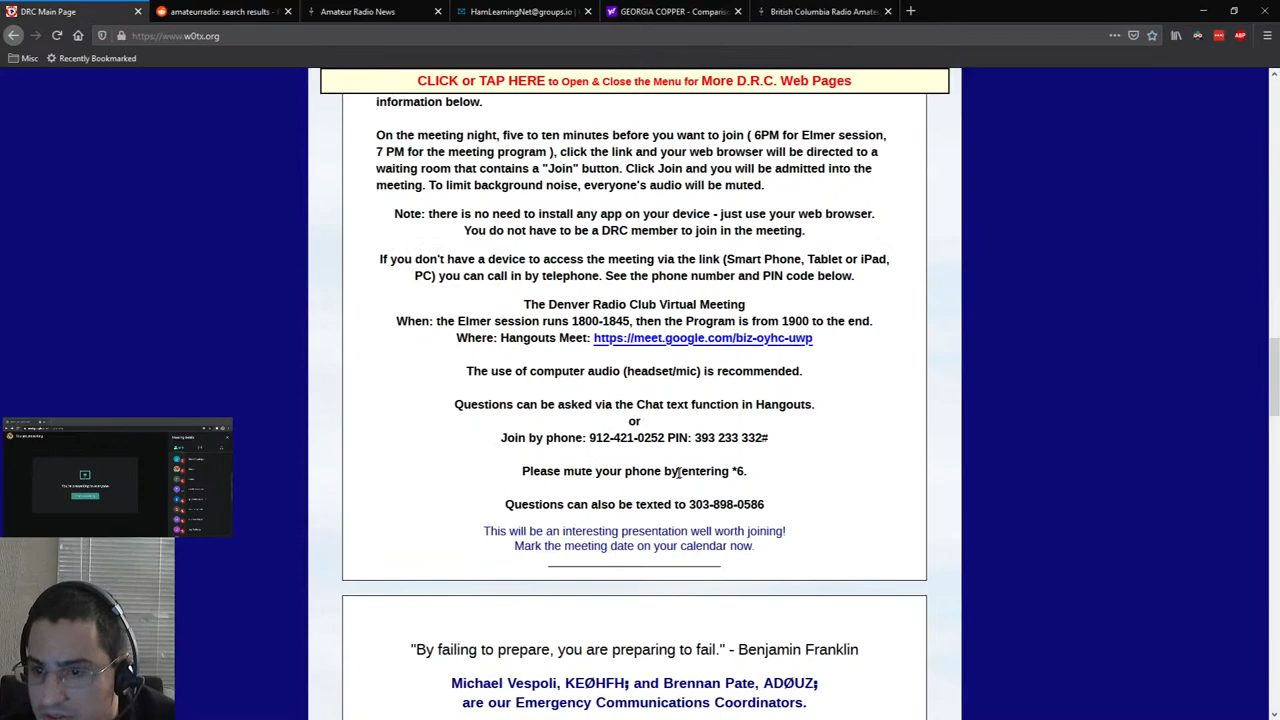 DRC Main Page
amateurradio: search results -
Amateur Radio News
HamLearningNet@groups.io |
GEORGIA COPPER - Comparis
British Columbia Radio Amateu
https://www.w0tx.org
ABP
Misc
Recently Bookmarked
CLICK or TAP HERE to Open & Close the Menu for More D.R.C. Web Pages
information below.
On the meeting night, five to ten minutes before you want to join ( 6PM for Elmer session,
7 PM for the meeting program ), click the link and your web browser will be directed to a
waiting room that contains a "Join" button. Click Join and you will be admitted into the
meeting. To limit background noise, everyone's audio will be muted.
Note: there is no need to install any app on your device - just use your web browser.
You do not have to be a DRC member to join in the meeting.
If you don't have a device to access the meeting via the link (Smart Phone, Tablet or iPad,
PC) you can call in by telephone. See the phone number and PIN code below.
The Denver Radio Club Virtual Meeting
When: the Elmer session runs 1800-1845, then the Program is from 1900 to the end.
Where: Hangouts Meet: https://meet.google.com/biz-oyhc-uwp
The use of computer audio (headset/mic) is recommended.
Questions can be asked via the Chat text function in Hangouts.
or
Join by phone: 912-421-0252 PIN: 393 233 332#
Please mute your phone by entering *6.
Questions can also be texted to 303-898-0586
This will be an interesting presentation well worth joining!
Mark the meeting date on your calendar now.
"By failing to prepare, you are preparing to fail." - Benjamin Franklin
Michael Vespoli, KEØHFH; and Brennan Pate, ADØUZ;
are our Emergency Communications Coordinators.